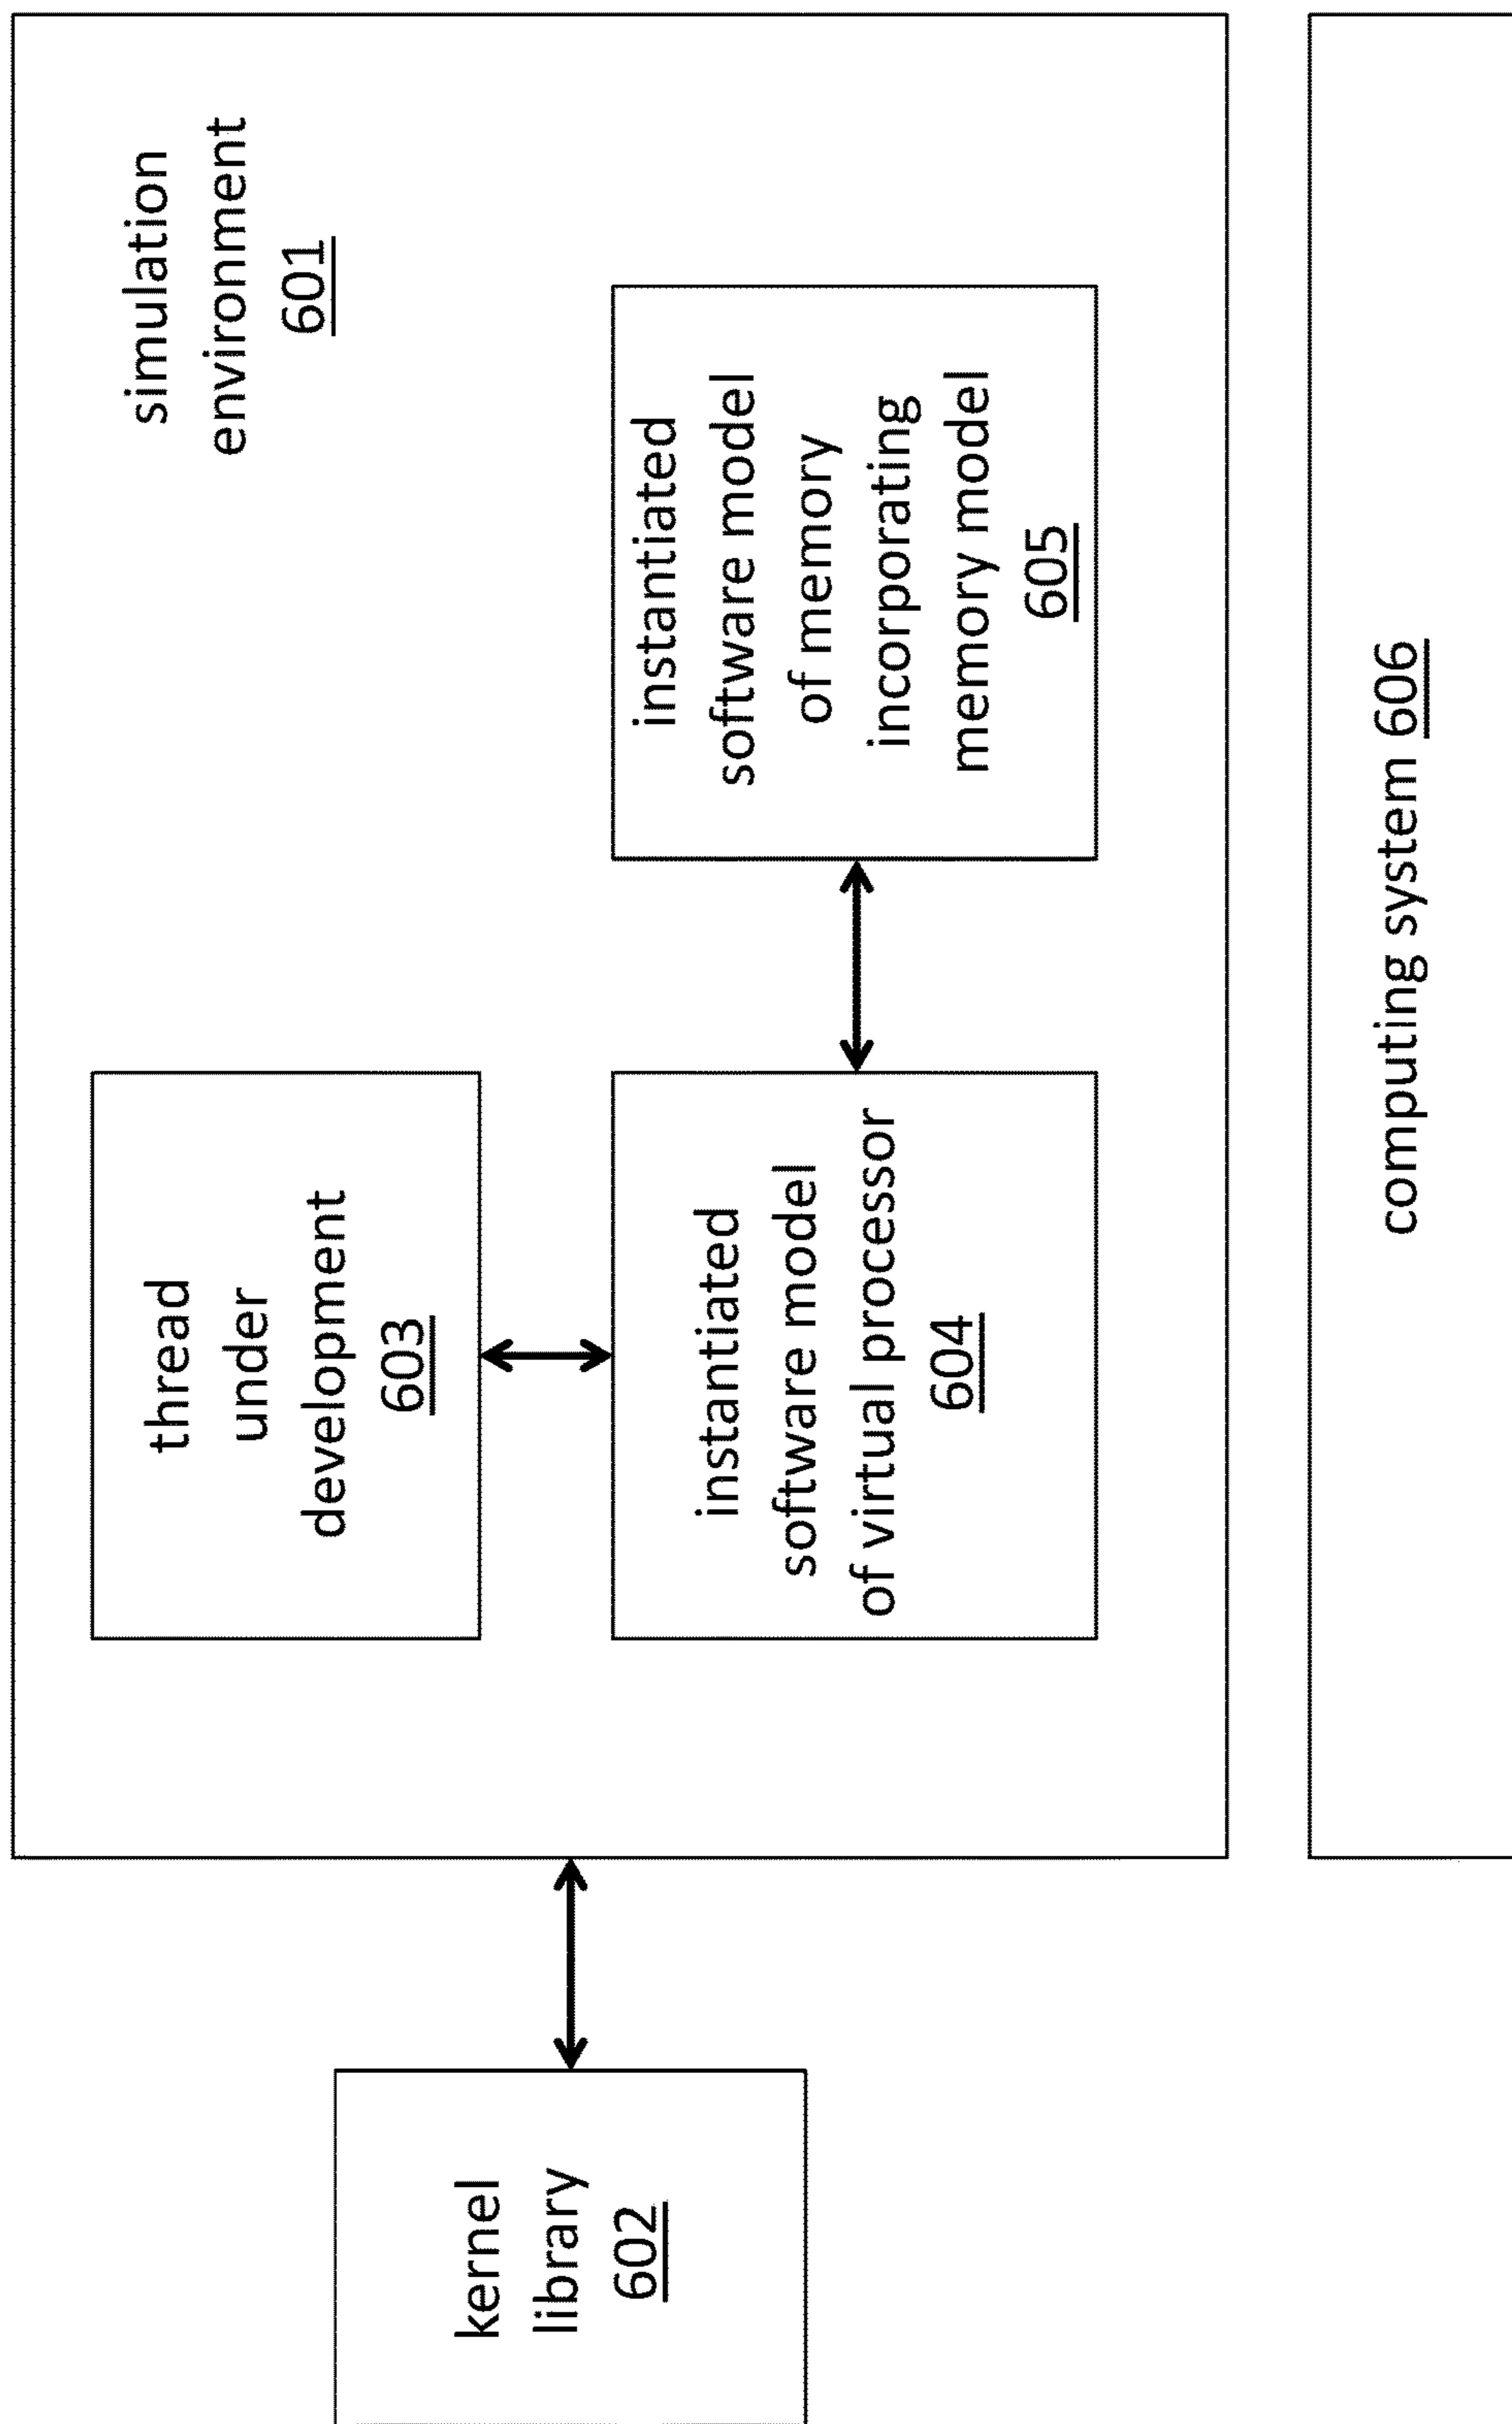 simulation
environment
601
thread
under
development
603
instantiated
software model
of virtual processor
604
instantiated
software model
of memory
incorporating
memory model
605
kernel
library
602
computing system 606